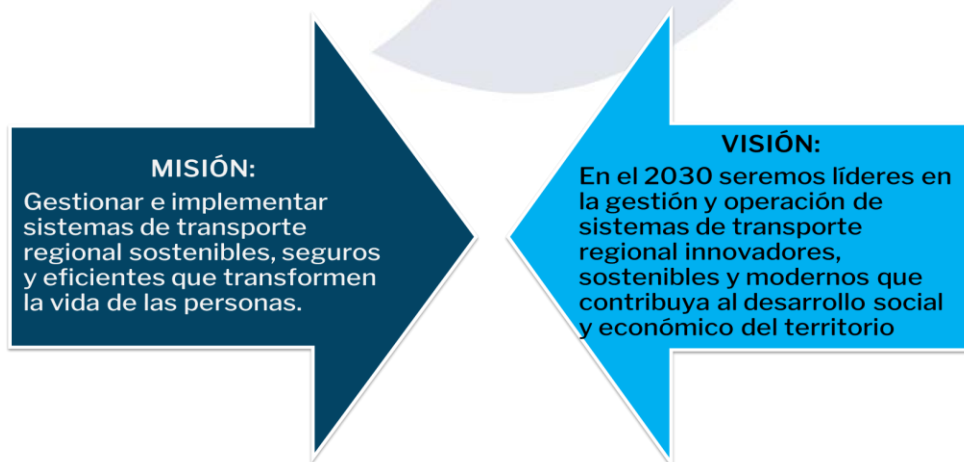 MISIÓN:
Gestionar e implementar
sistemas de transporte
regional sostenibles, seguros
y eficientes que transformen
la vida de las personas.
VISIÓN:
En el 2030 seremos líderes en
la gestión y operación de
sistemas de transporte
regional innovadores,
sostenibles y modernos que
contribuya al desarrollo social
y económico del territorio